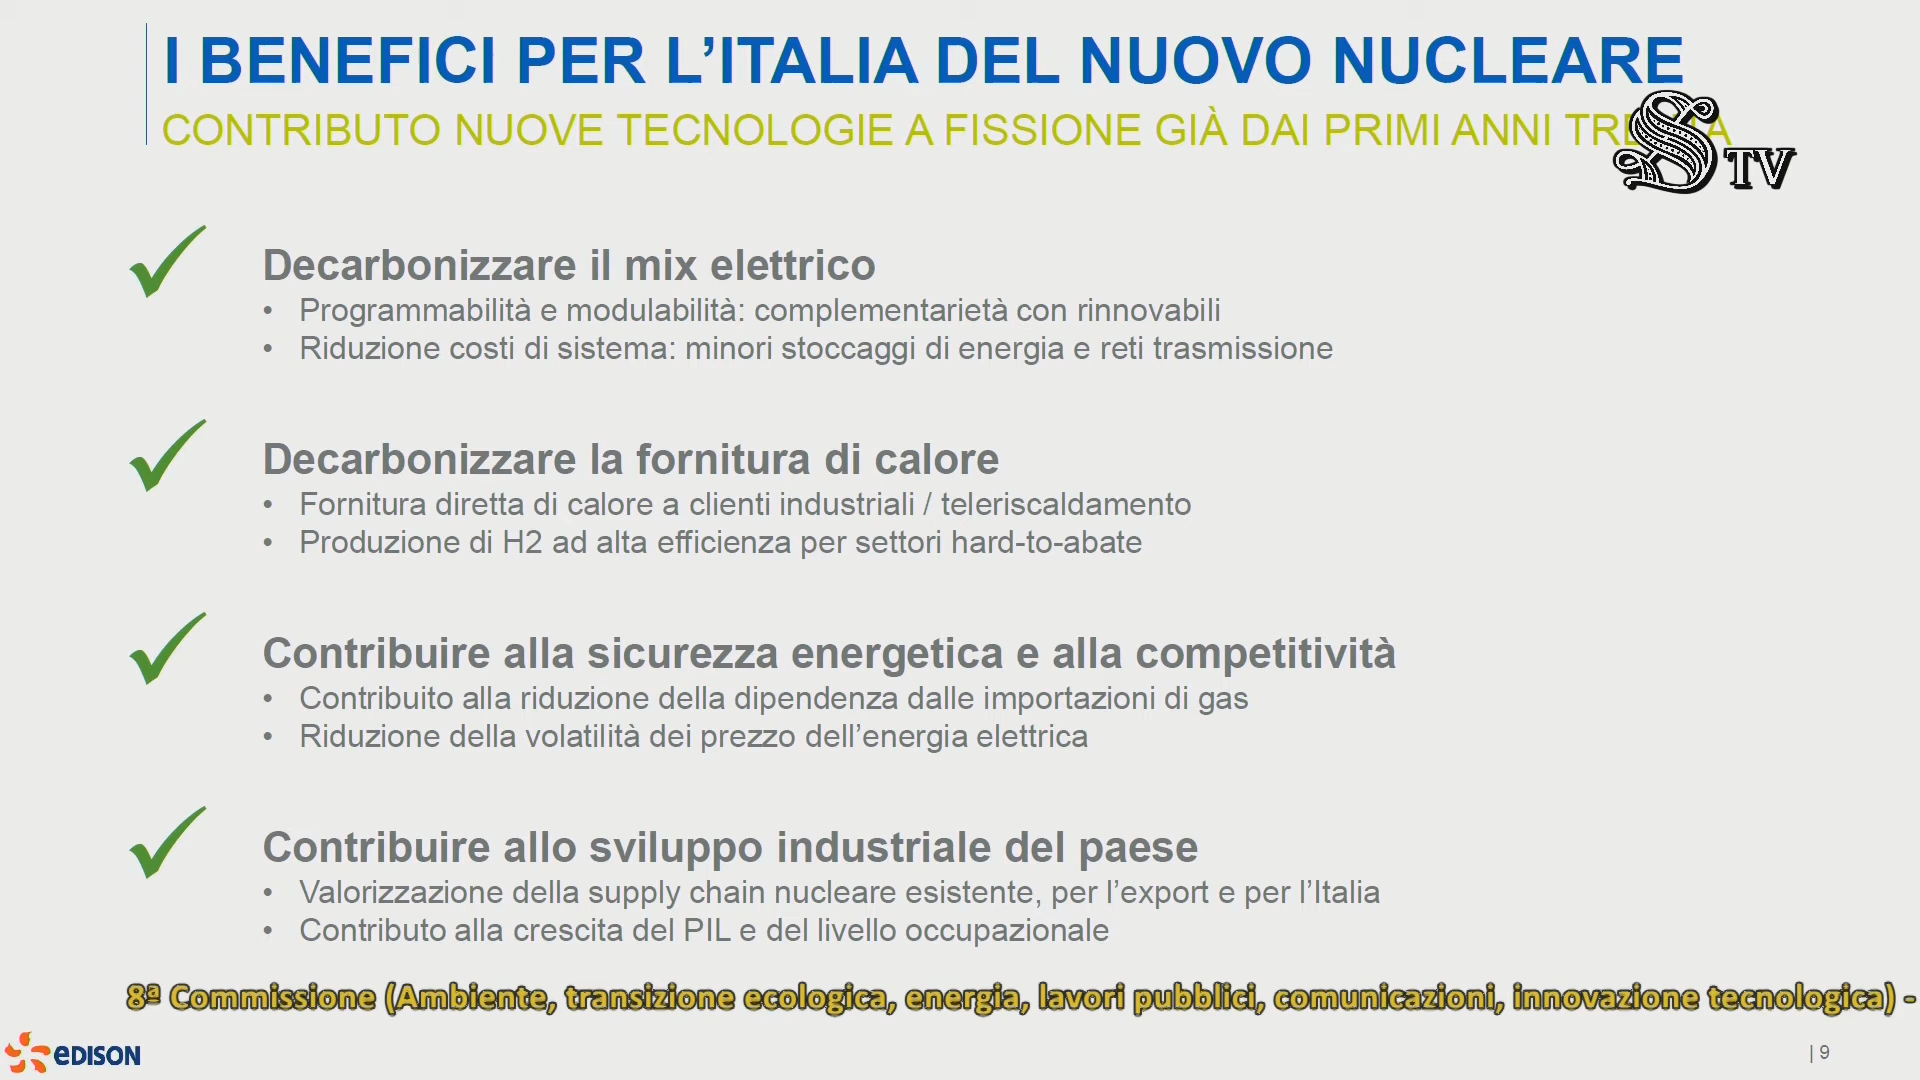 I BENEFICI PER L’ITALIA DEL NUOVO NUCLEARE
CONTRIBUTO NUOVE TECNOLOGIE A FISSIONE GIÀ DAI PRIMI ANNI
S TV
Decarbonizzare il mix elettrico
• Programmabilità e modulabilità: complementarietà con rinnovabili
• Riduzione costi di sistema: minori stoccaggi di energia e reti trasmissione
Decarbonizzare la fornitura di calore
• Fornitura diretta di calore a clienti industriali / teleriscaldamento
• Produzione di H2 ad alta efficienza per settori hard-to-abate
Contribuire alla sicurezza energetica e alla competitività
• Contribuito alla riduzione della dipendenza dalle importazioni di gas
• Riduzione della volatilità dei prezzo dell’energia elettrica
Contribuire allo sviluppo industriale del paese
• Valorizzazione della supply chain nucleare esistente, per l’export e per l’Italia
• Contributo alla crescita del PIL e del livello occupazionale
8ª Commissione (Ambiente, transizione ecologica, energia, lavori pubblici, comunicazioni, innovazione tecnologica) -
eDISON
| 9